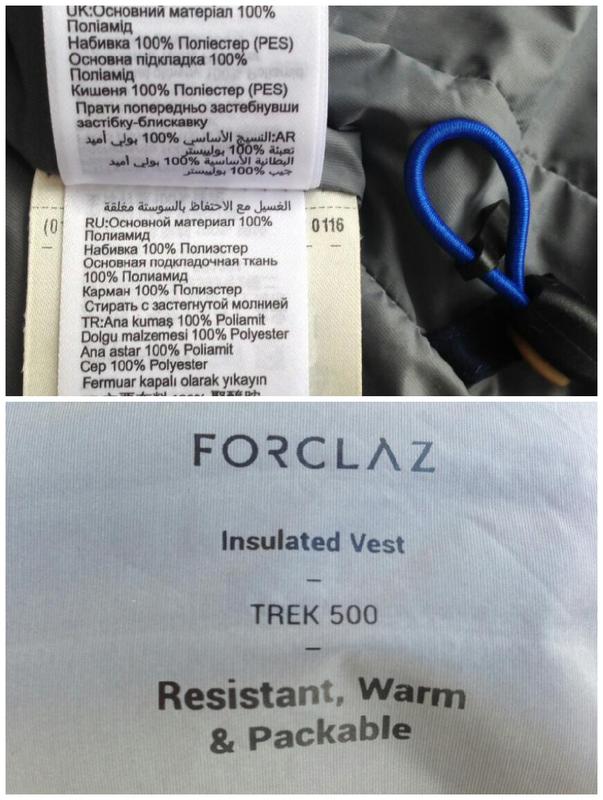 UK:Основний матеріал 100%
Поліамід
Набивка 100% Поліестер (PES)
Основна підкладка 100%
Поліамід
Кишеня 100% Поліестер (PES)
Прати попередньо застебнувши
застібку-блискавку
AR:النسيج الأساسي 100% بولي أميد
تعبئة 100% بوليستر
البطانية الأساسية 100% بولي أميد
جيب 100% بوليستر
الغسيل مع الاحتفاظ بالسوستة مغلقة
RU:Основной материал 100%
Полиамид
Набивка 100% Полиэстер
Основная подкладочная ткань
100% Полиамид
Карман 100% Полиэстер
Стирать с застегнутой молнией
TR:Ana kumaş 100% Poliamit
Dolgu malzemesi 100% Polyester
Ana astar 100% Poliamit
Cep 100% Polyester
Fermuar kapalı olarak yıkayın
(0
0116
FORCLAZ
Insulated Vest
–
TREK 500
–
Resistant, Warm
& Packable